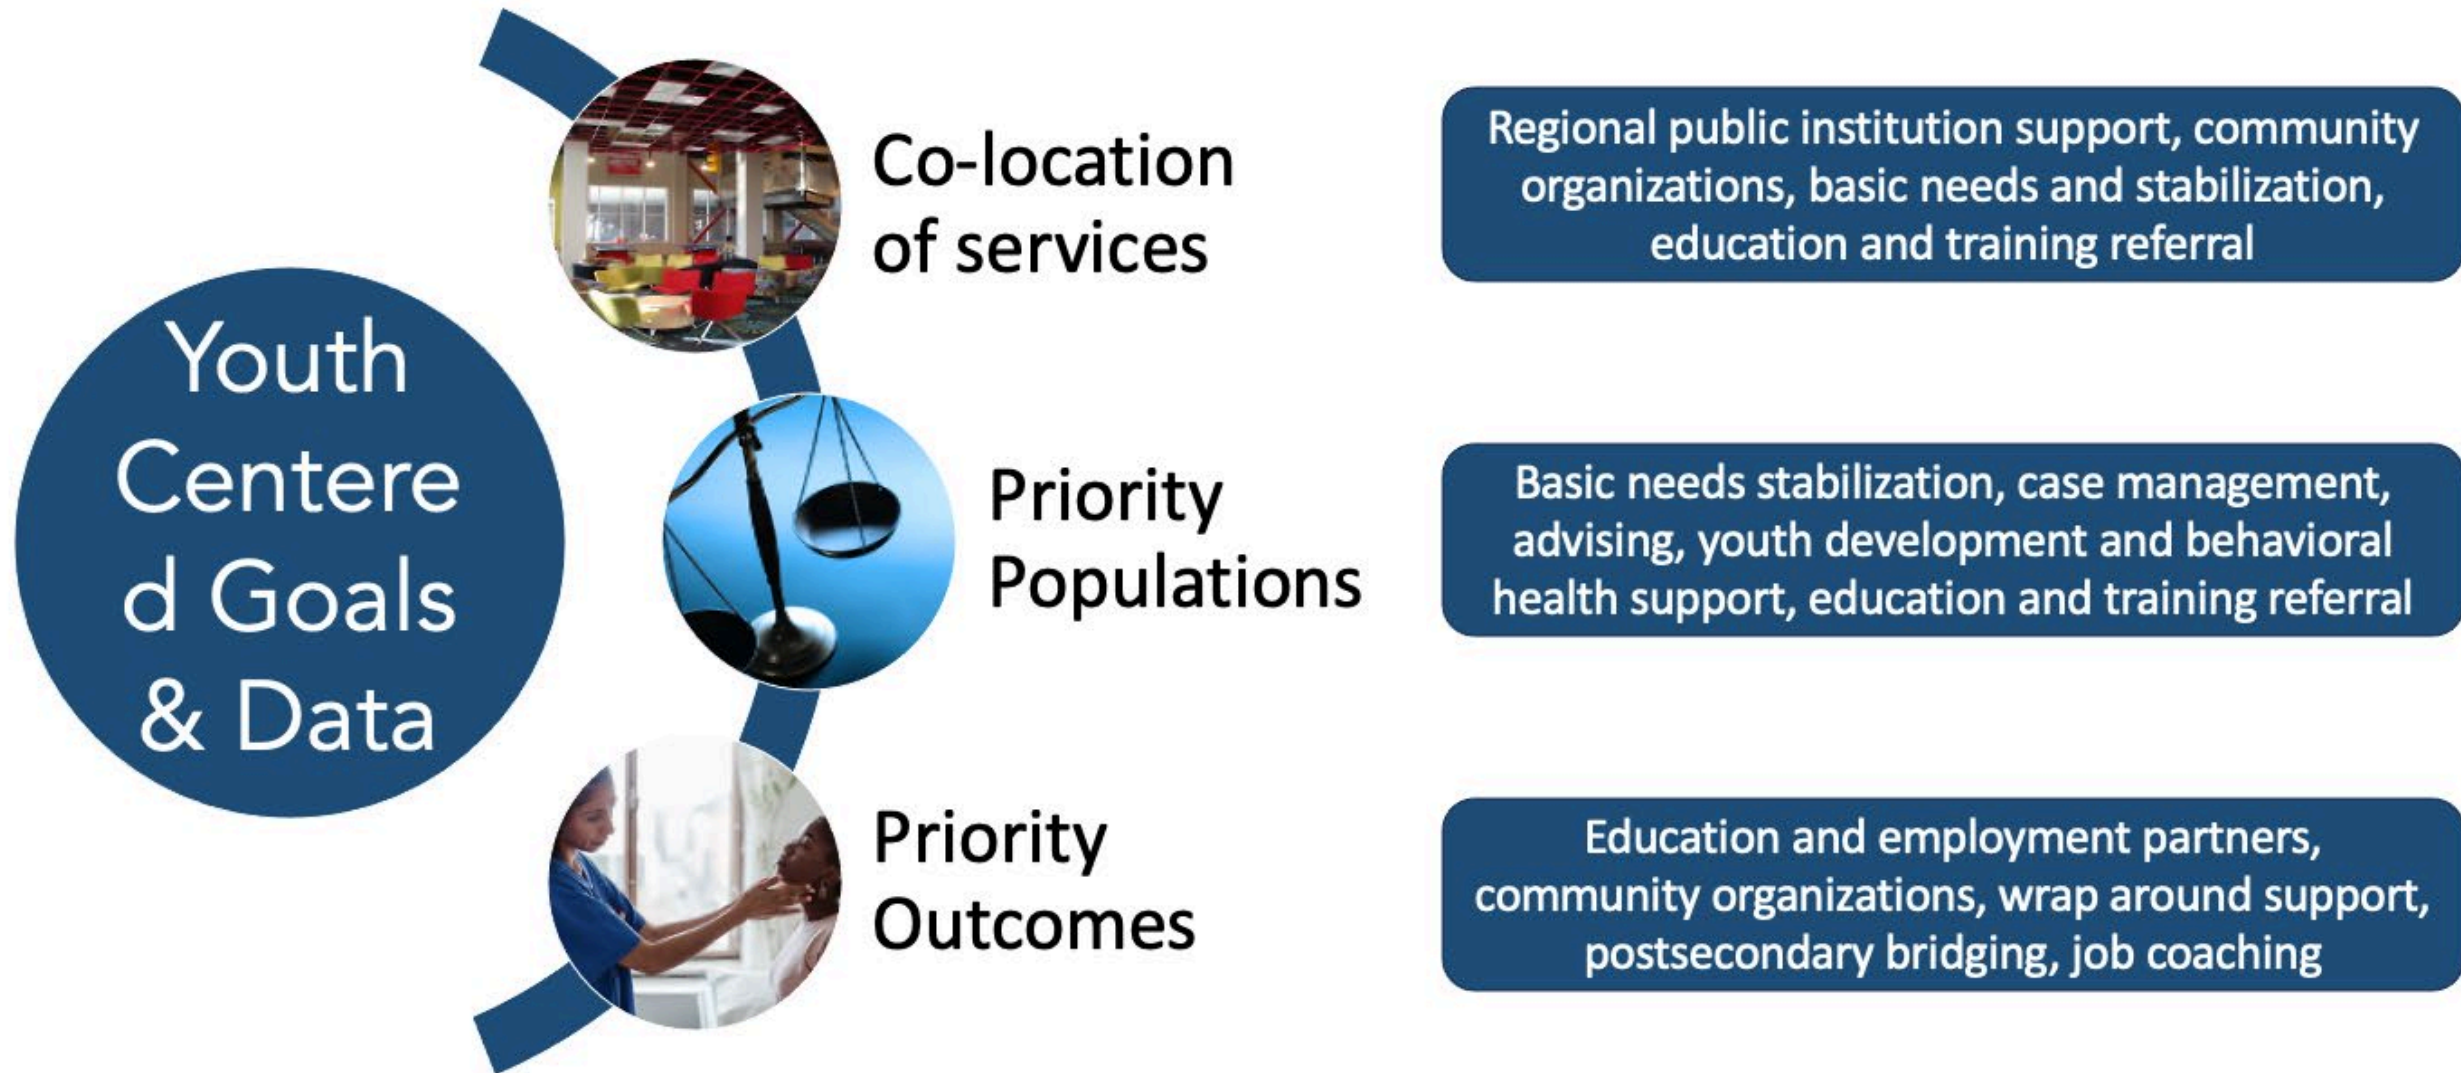 Youth
Centere
d Goals
& Data
Co-location
of services
Regional public institution support, community
organizations, basic needs and stabilization,
education and training referral
Priority
Populations
Basic needs stabilization, case management,
advising, youth development and behavioral
health support, education and training referral
Priority
Outcomes
Education and employment partners,
community organizations, wrap around support,
postsecondary bridging, job coaching